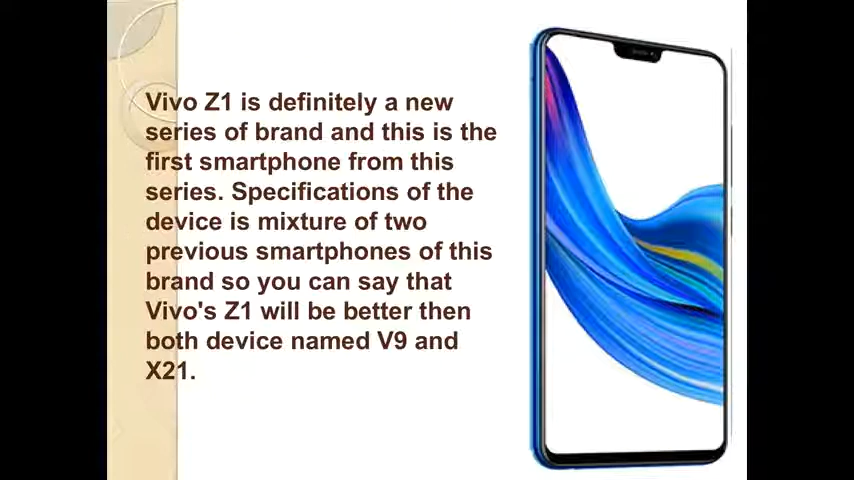 Vivo Z1 is definitely a new
series of brand and this is the
first smartphone from this
series. Specifications of the
device is mixture of two
previous smartphones of this
brand so you can say that
Vivo's Z1 will be better then
both device named V9 and
X21.